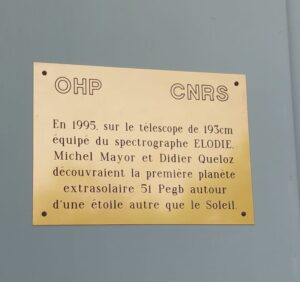 OHP CNRS
En 1995, sur le télescope de 193cm
équipé du spectrographe ELODIE,
Michel Mayor et Didier Queloz
découvraient la première planète
extrasolaire 51 Pegb autour
d'une étoile autre que le Soleil.